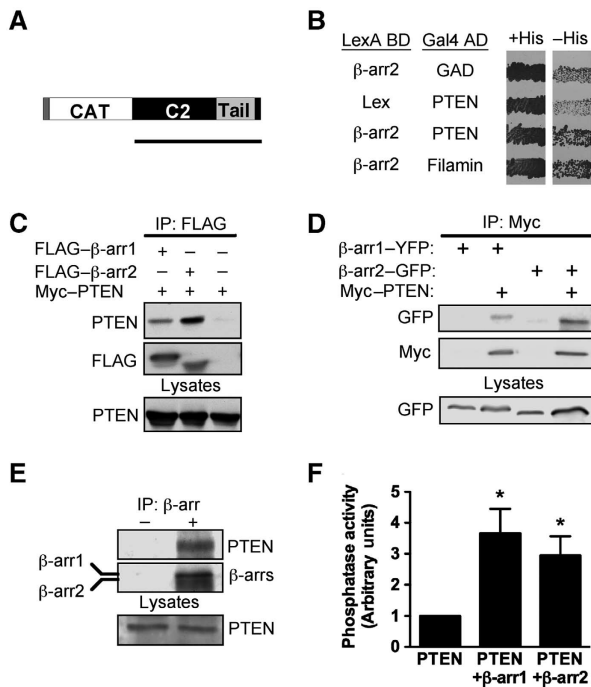 A
CAT C2 Tail
B
LexA BD Gal4 AD +His –His
β-arr2 GAD
Lex PTEN
β-arr2 PTEN
β-arr2 Filamin
C
IP: FLAG
FLAG–β-arr1 + – –
FLAG–β-arr2 – + –
Myc–PTEN + + +
PTEN
FLAG
Lysates
PTEN
D
IP: Myc
β-arr1–YFP: + +
β-arr2–GFP: + +
Myc–PTEN: + +
GFP
Myc
Lysates
GFP
E
IP: β-arr
– +
PTEN
β-arr1
β-arr2
β-arrs
Lysates
PTEN
F
Phosphatase activity
(Arbitrary units)
5
4
3
2
1
0
* *
PTEN PTEN PTEN
+β-arr1 +β-arr2